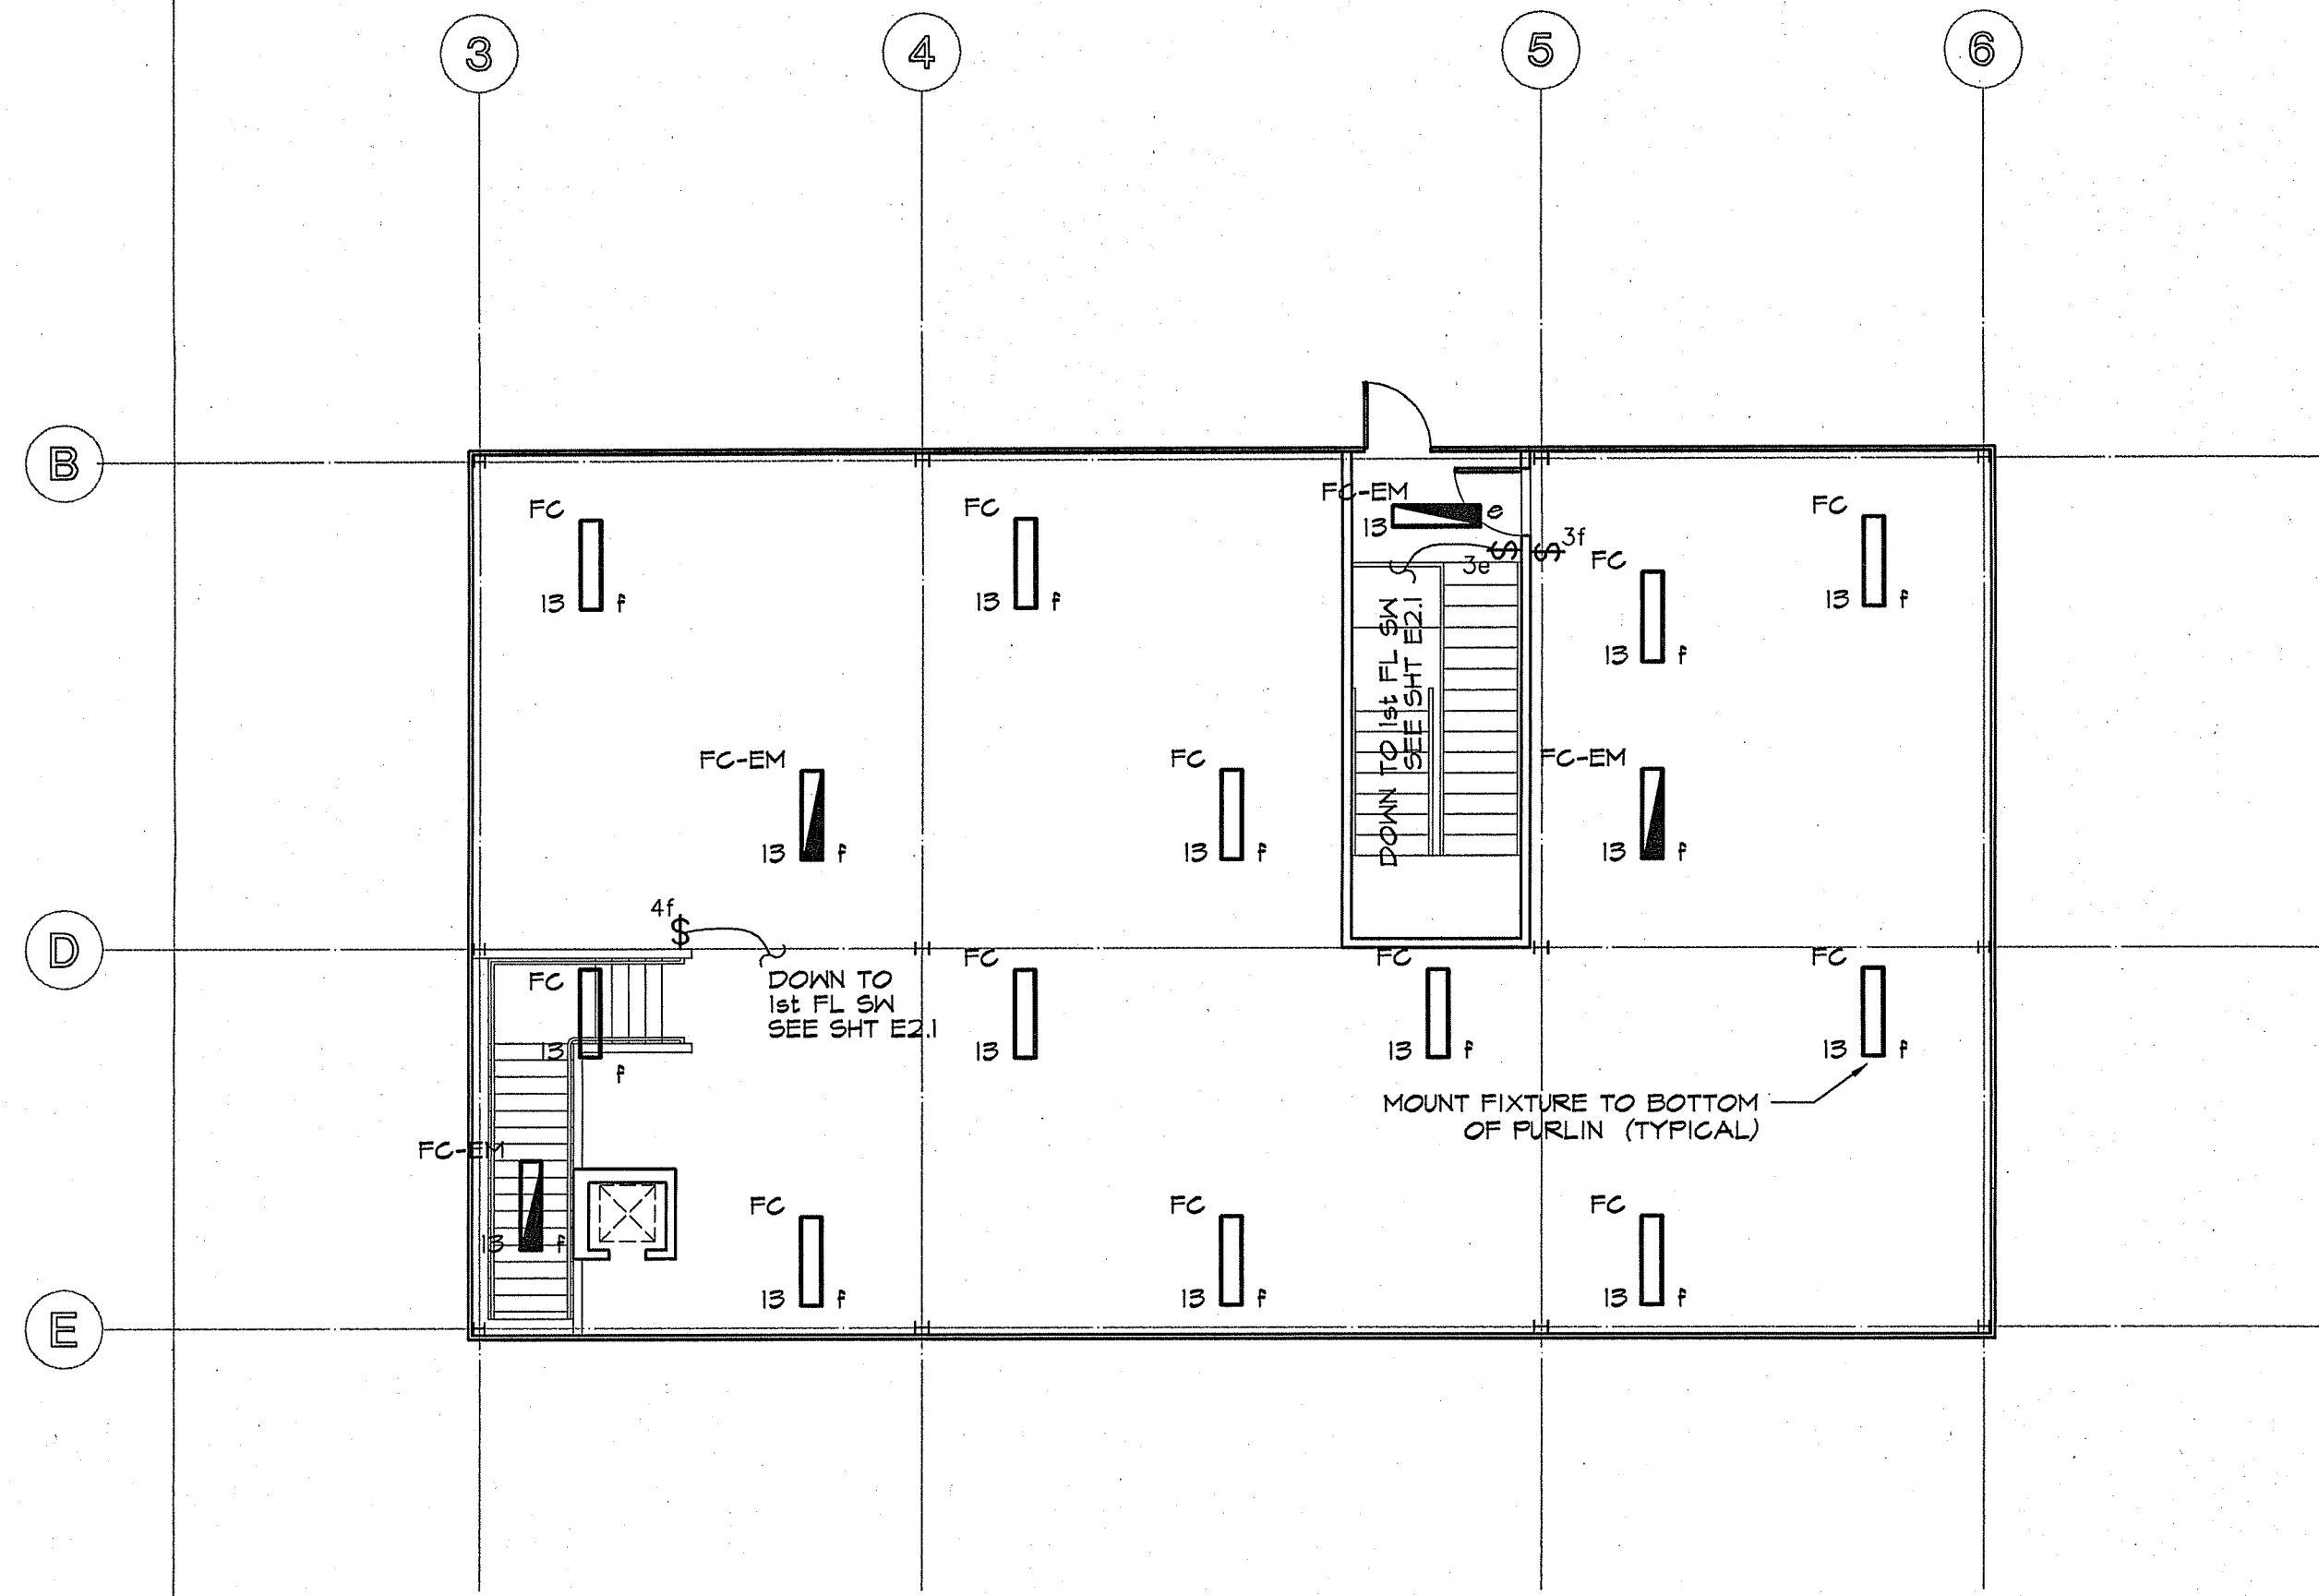 3
4
5
6
B
FC
FC
FC-EM
13
e
FC
3f
3e
FC
13
f
13
f
13
f
13
f
DOWN TO 1st FL SW
SEE SHT E2.1
FC-EM
13
f
FC
13
f
FC-EM
13
f
4f
D
FC
13
f
DOWN TO
1st FL SW
SEE SHT E2.1
FC
13
FC
13
f
FC
13
f
MOUNT FIXTURE TO BOTTOM
OF PURLIN (TYPICAL)
FC-EM
13
f
FC
13
f
FC
13
f
FC
13
f
E